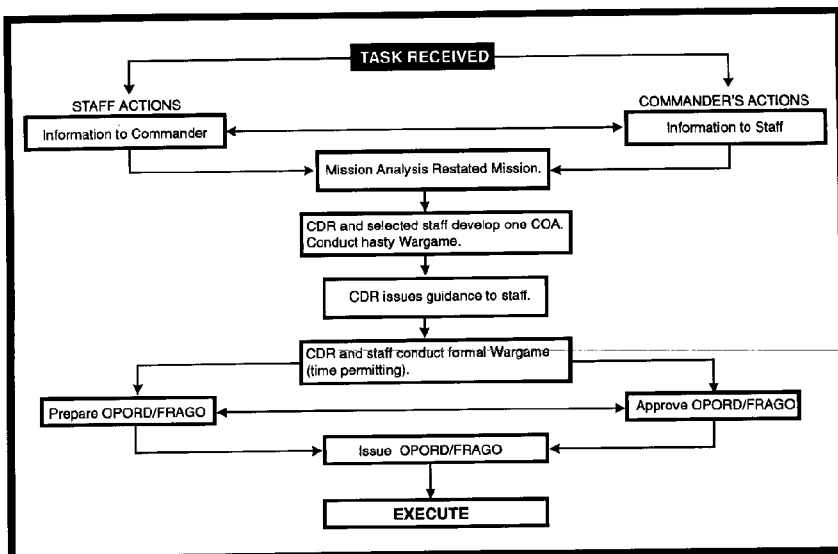 TASK RECEIVED
STAFF ACTIONS
COMMANDER'S ACTIONS
Information to Commander
Information to Staff
Mission Analysis Restated Mission.
CDR and selected staff develop one COA.
Conduct hasty Wargame.
CDR issues guidance to staff.
CDR and staff conduct formal Wargame
(time permitting).
Prepare OPORD/FRAGO
Approve OPORD/FRAGO
Issue OPORD/FRAGO
EXECUTE